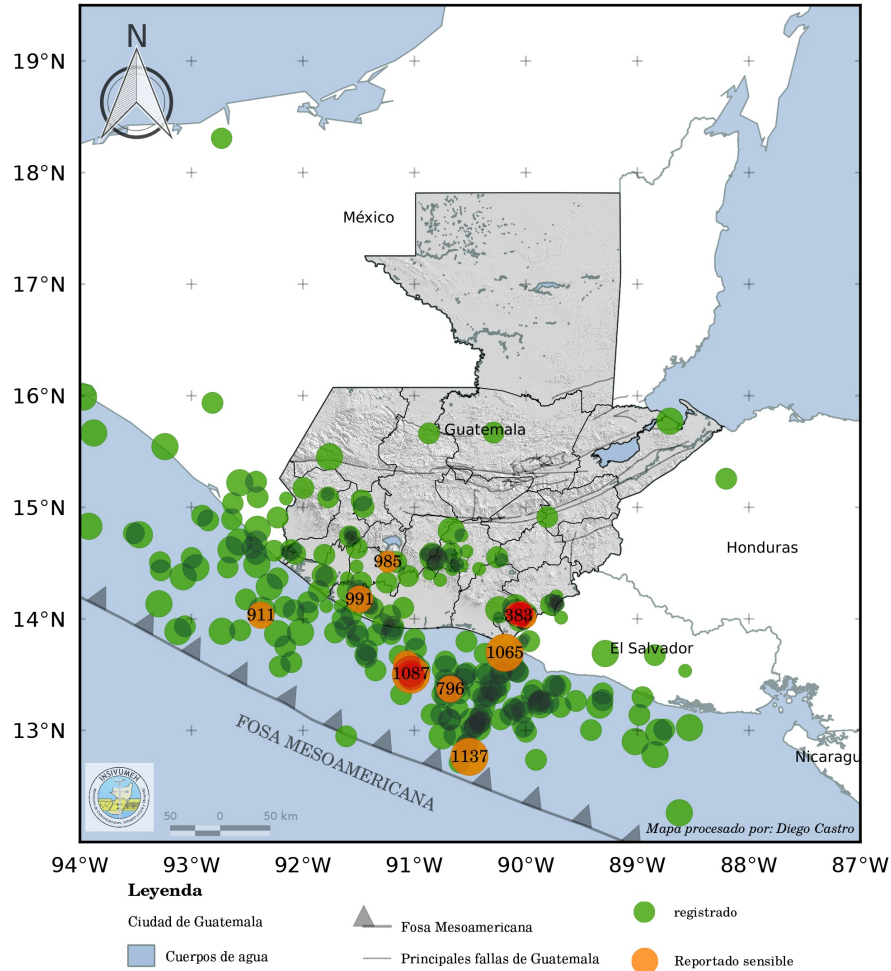 N
19°N
18°N
17°N
16°N
15°N
14°N
13°N
México
Guatemala
Honduras
El Salvador
Nicaragu
985
991
911
383
1065
1087
796
1137
FOSA MESOAMERICANA
INSIVUMEH
50 0 50 km
Mapa procesado por: Diego Castro
94°W 93°W 92°W 91°W 90°W 89°W 88°W 87°W
Leyenda
Ciudad de Guatemala
Cuerpos de agua
Fosa Mesoamericana
Principales fallas de Guatemala
registrado
Reportado sensible